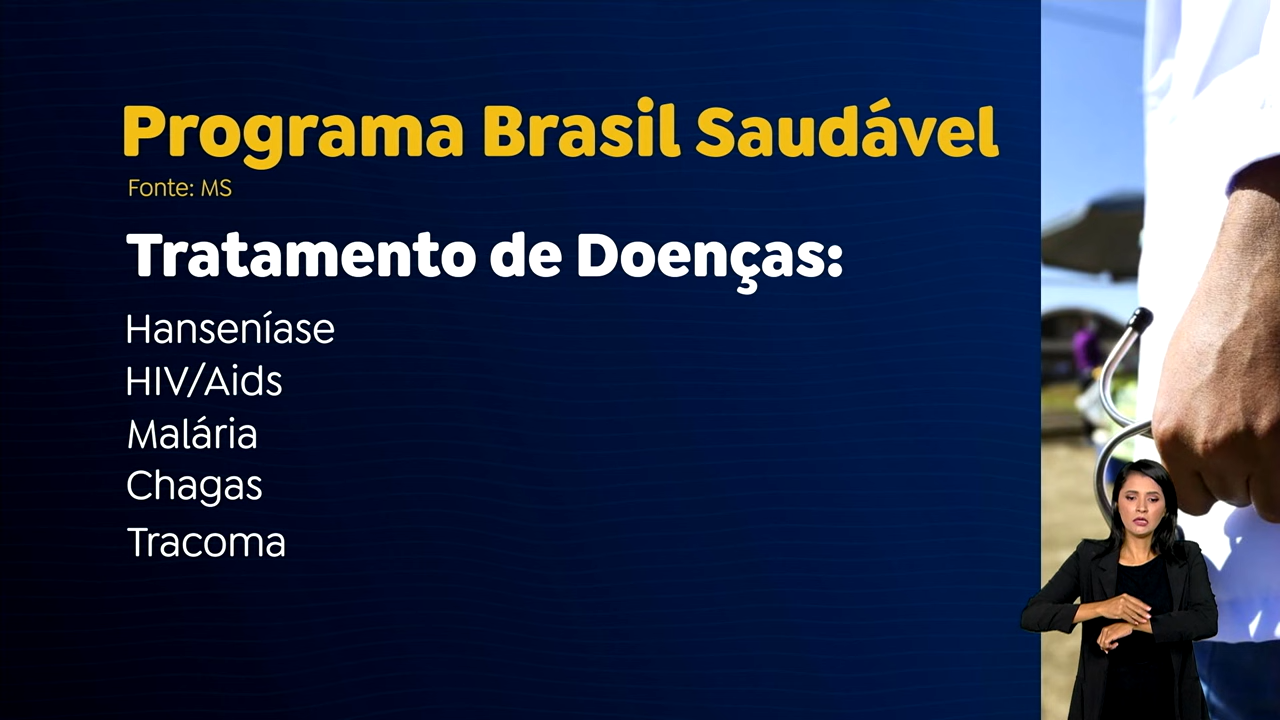 Programa Brasil Saudável
Fonte: MS
Tratamento de Doenças:
Hanseníase
HIV/Aids
Malária
Chagas
Tracoma